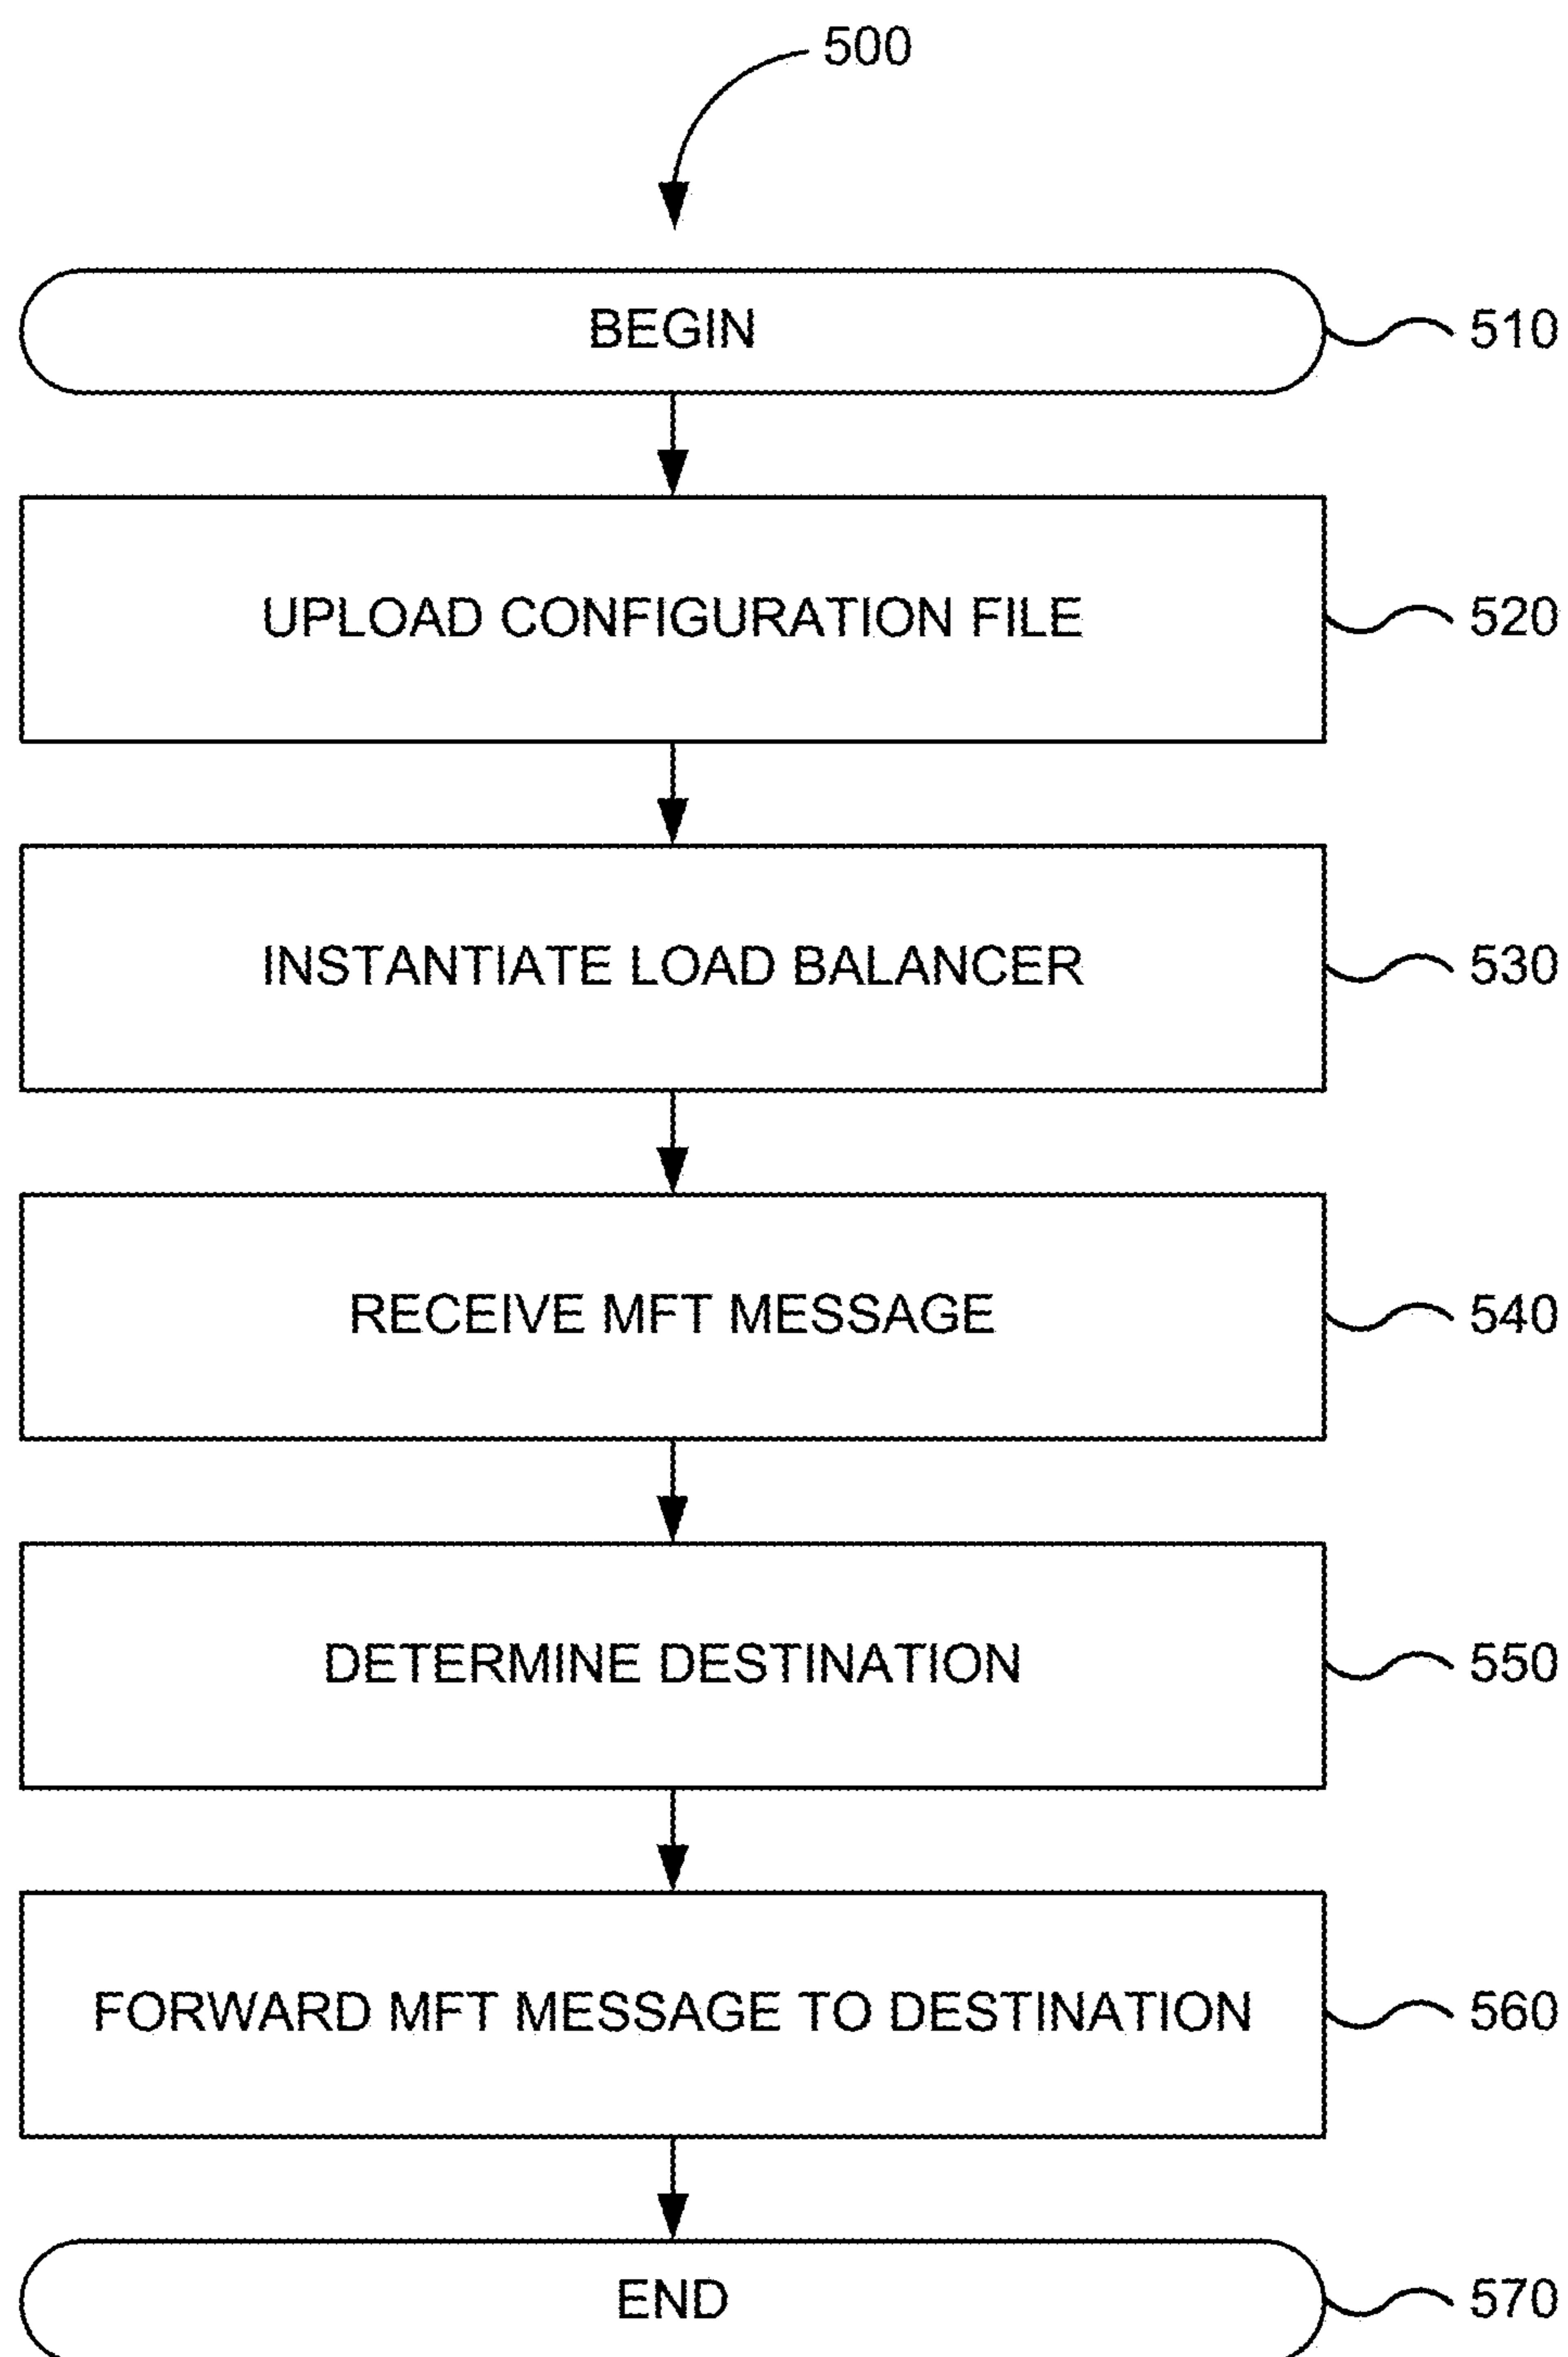 500
BEGIN
510
UPLOAD CONFIGURATION FILE
520
INSTANTIATE LOAD BALANCER
530
RECEIVE MFT MESSAGE
540
DETERMINE DESTINATION
550
FORWARD MFT MESSAGE TO DESTINATION
560
END
570